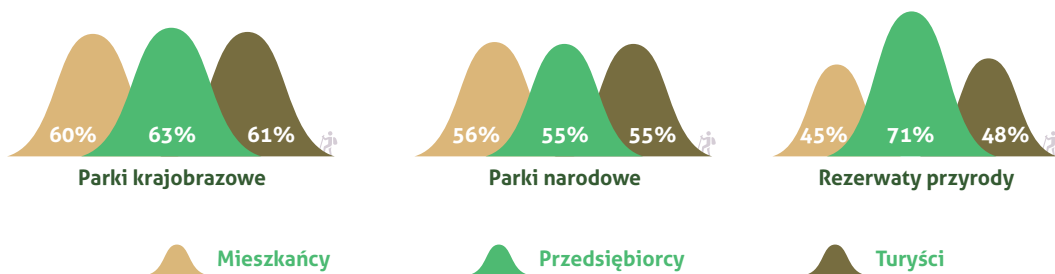 60% 63% 61%
Parki krajobrazowe
56% 55% 55%
Parki narodowe
45% 71% 48%
Rezerwaty przyrody
Mieszkańcy Przedsiębiorcy Turyści